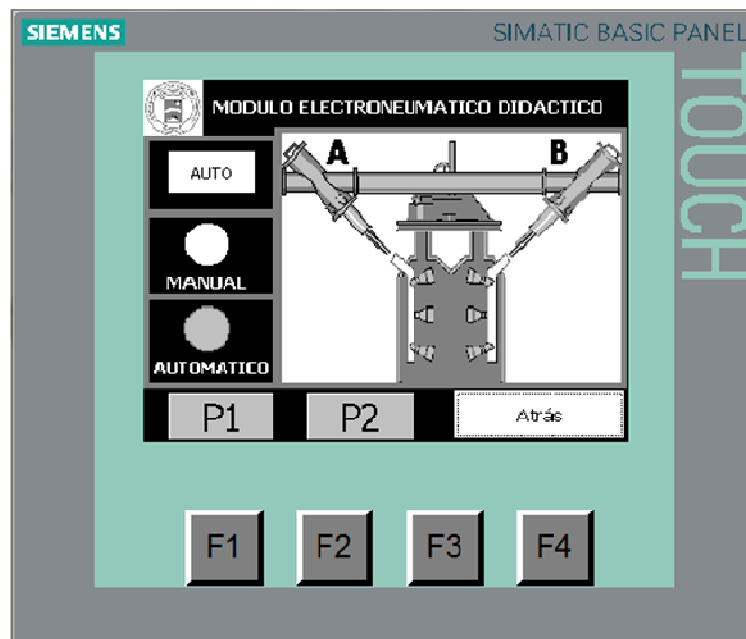 SIEMENS
SIMATIC BASIC PANEL
TOUCH
MODULO ELECTRONEUMATICO DIDACTICO
AUTO
A
B
MANUAL
AUTOMATICO
P1
P2
Atrás
F1
F2
F3
F4